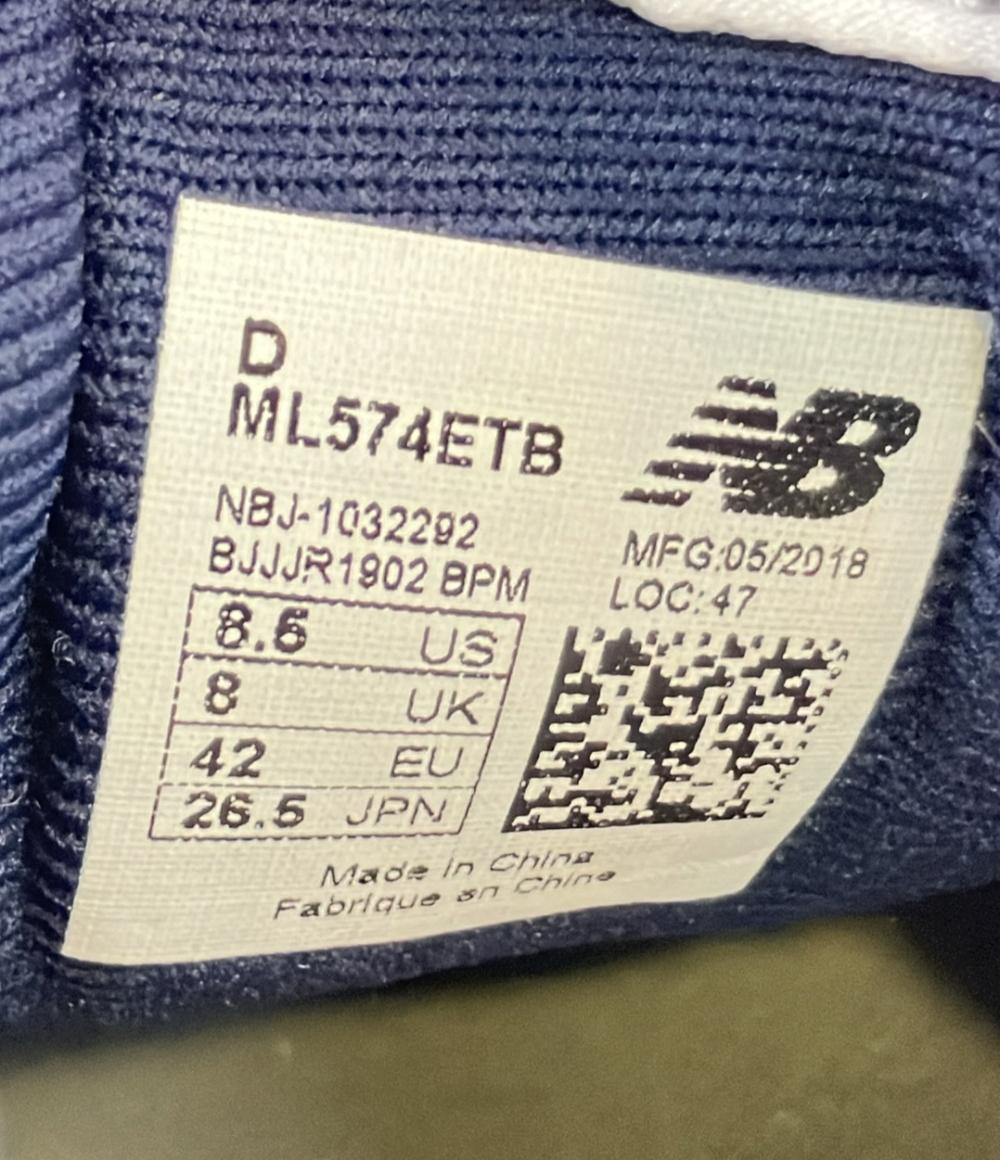 D
ML574ETB
NB
NBJ-1032292
BJJJR1902 BPM
MFG:05/2018
LOC:47
8.5 US
8 UK
42 EU
26.5 JPN
Made in China
Fabrique en Chine